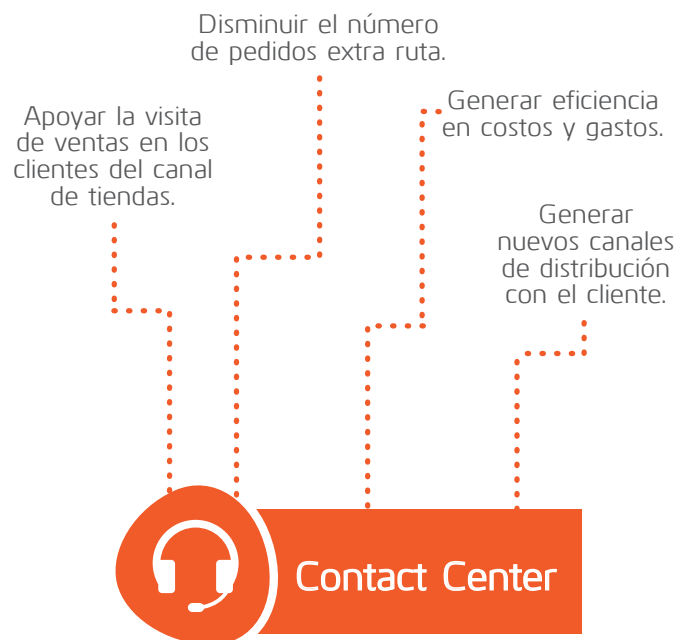 Disminuir el número
de pedidos extra ruta.
Apoyar la visita
de ventas en los
clientes del canal
de tiendas.
Generar eficiencia
en costos y gastos.
Generar
nuevos canales
de distribución
con el cliente.
Contact Center